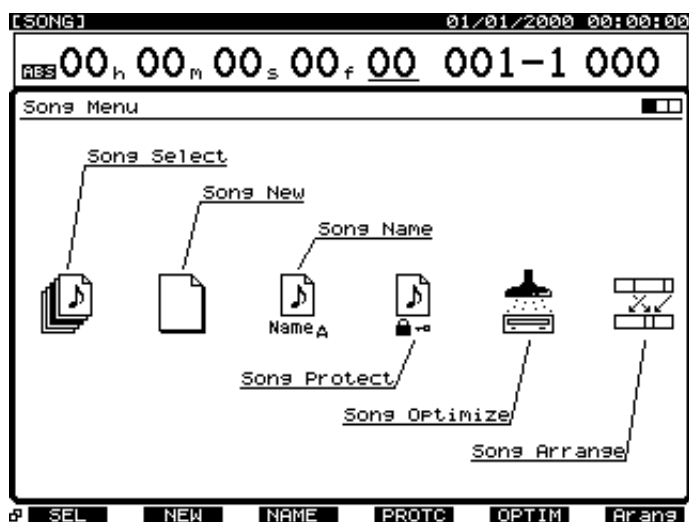 [SONG] 01/01/2000 00:00:00
ABS 00h 00m 00s 00f 00 001-1 000
Song Menu
Song Select
Song New
Song Name
Name A
Song Protect
Song Optimize
Song Arrange
SEL NEW NAME PROTC OPTIM Arang